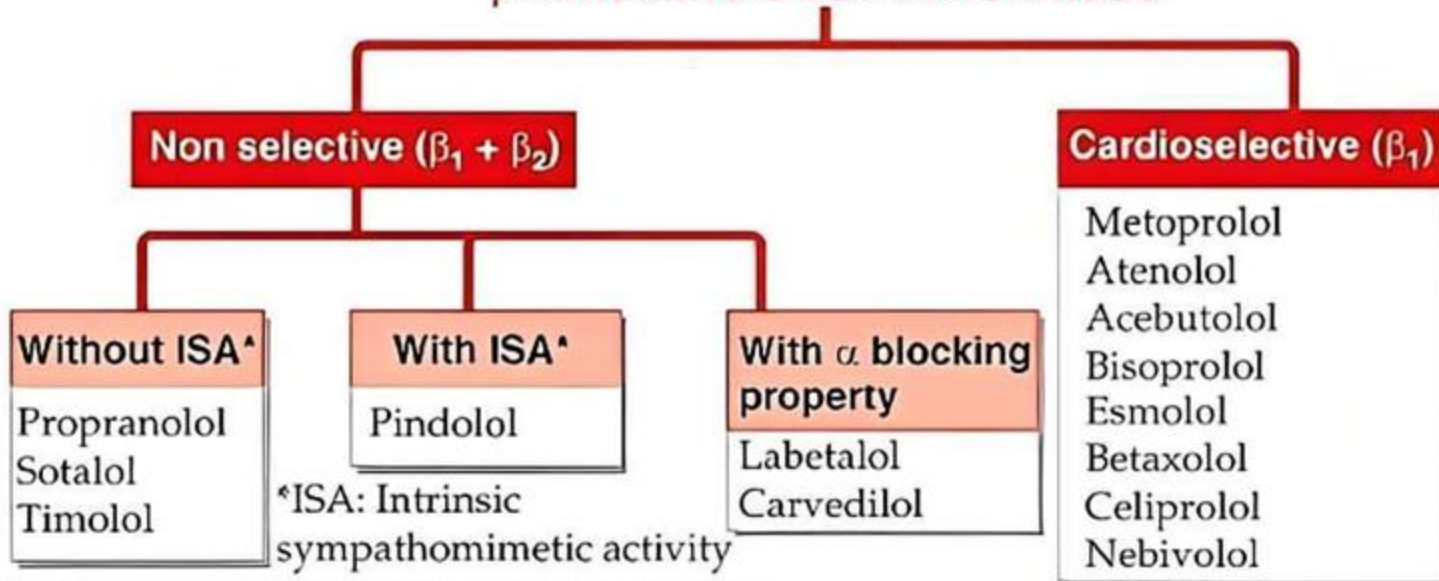 Non selective (β₁ + β₂)
Cardioselective (β₁)
Without ISA*
Propranolol
Sotalol
Timolol
With ISA*
Pindolol
*ISA: Intrinsic
sympathomimetic activity
With α blocking
property
Labetalol
Carvedilol
Metoprolol
Atenolol
Acebutolol
Bisoprolol
Esmolol
Betaxolol
Celiprolol
Nebivolol